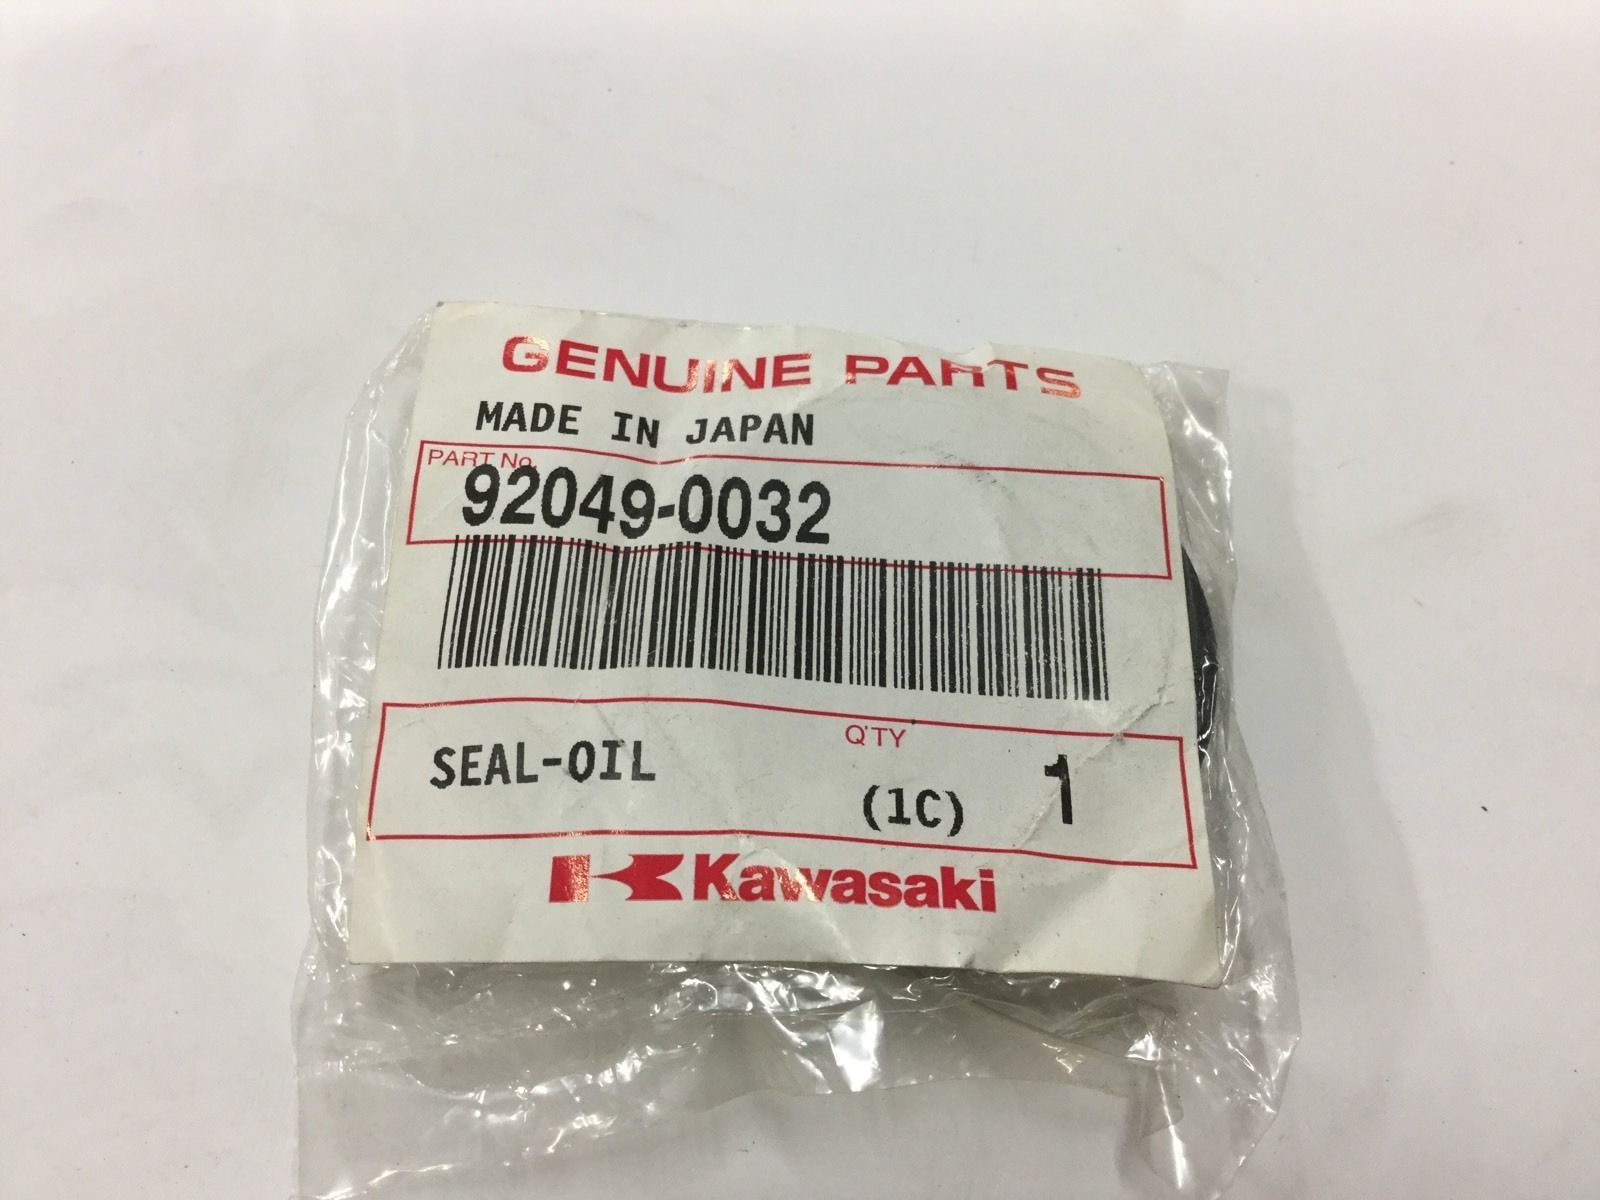 GENUINE PARTS
MADE IN JAPAN
PART No.
92049-0032
Q'TY
SEAL-OIL (1C) 1
Kawasaki